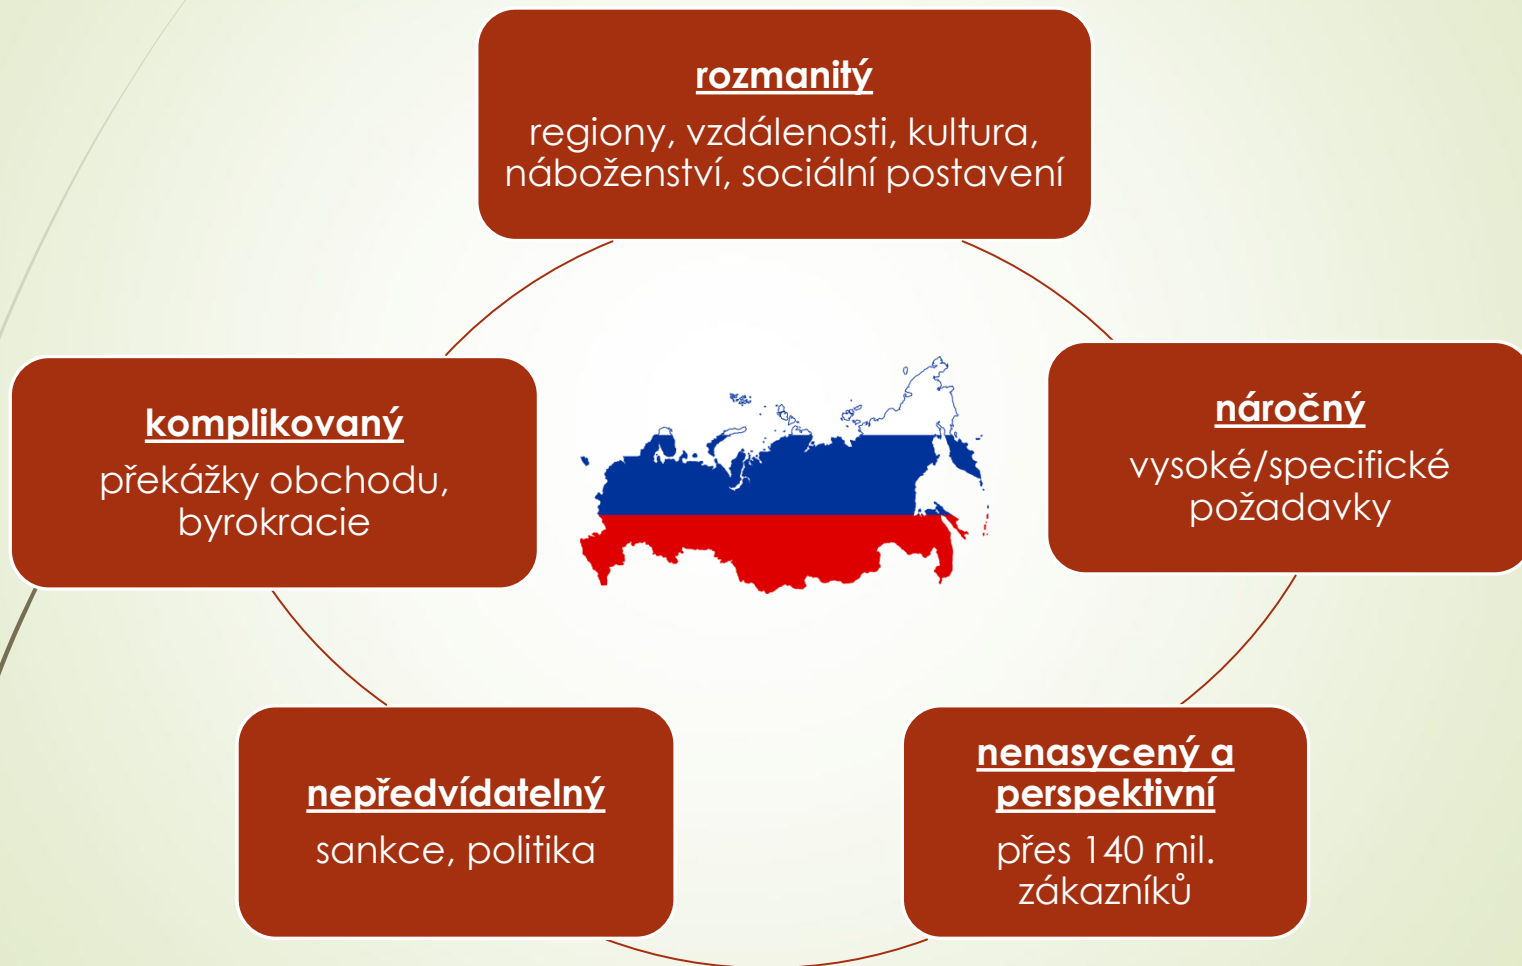 rozmanitý
regiony, vzdálenosti, kultura,
náboženství, sociální postavení
náročný
vysoké/specifické
požadavky
nenasycený a
perspektivní
přes 140 mil.
zákazníků
nepředvídatelný
sankce, politika
komplikovaný
překážky obchodu,
byrokracie